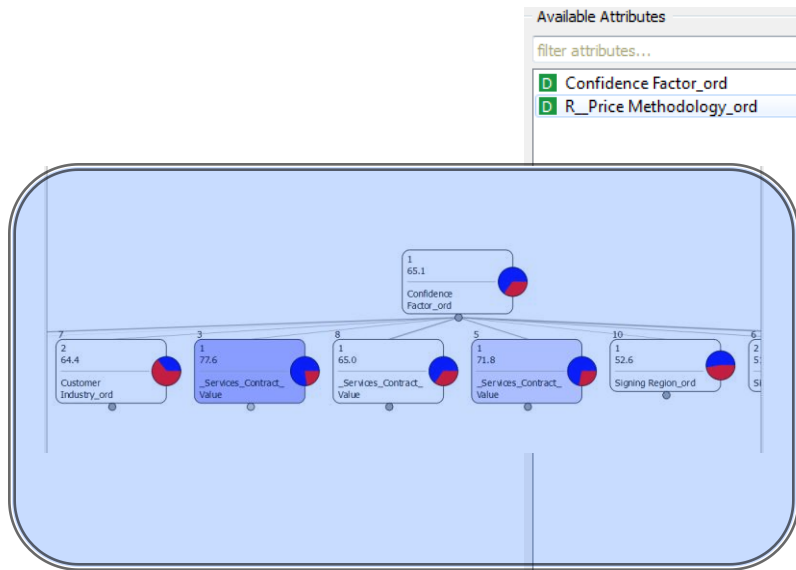 Available Attributes
filter attributes...
D Confidence Factor_ord
D R__Price Methodology_ord
1
65.1
Confidence
Factor_ord
7
2
64.4
Customer
Industry_ord
3
1
77.6
_Services_Contract_
Value
8
1
65.0
_Services_Contract_
Value
5
1
71.8
_Services_Contract_
Value
10
1
52.6
Signing Region_ord
6
2